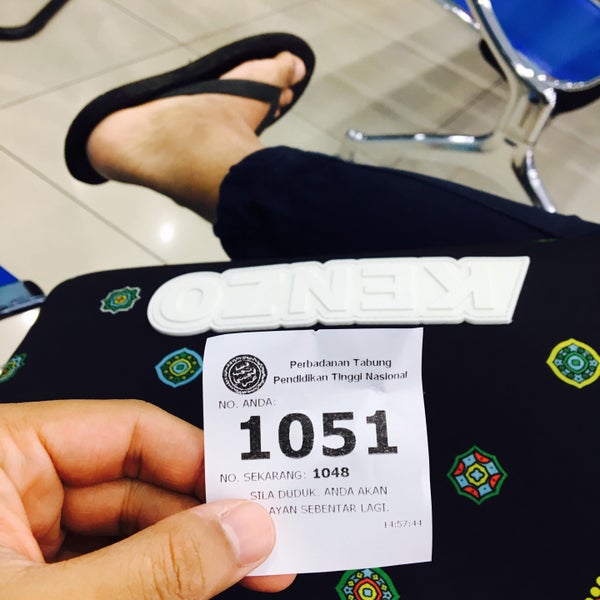 KENZO
Perbadanan Tabung
Pendidikan Tinggi Nasional
NO. ANDA:
1051
NO. SEKARANG: 1048
SILA DUDUK. ANDA AKAN
AYAN SEBENTAR LAGI.
14:57:44